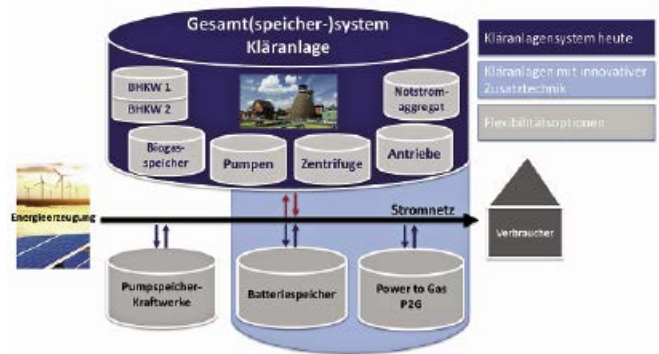 Gesamt(speicher-)system
Kläranlage
BHKW 1
BHKW 2
Notstrom-
aggregat
Biogas-
speicher
Pumpen
Zentrifuge
Antriebe
Kläranlagensystem heute
Kläranlagen mit innovativer
Zusatztechnik
Flexibilitätsoptionen
Energieerzeugung
Stromnetz
Verbraucher
Pumpspeicher-
Kraftwerke
Batteriespeicher
Power to Gas
P2G